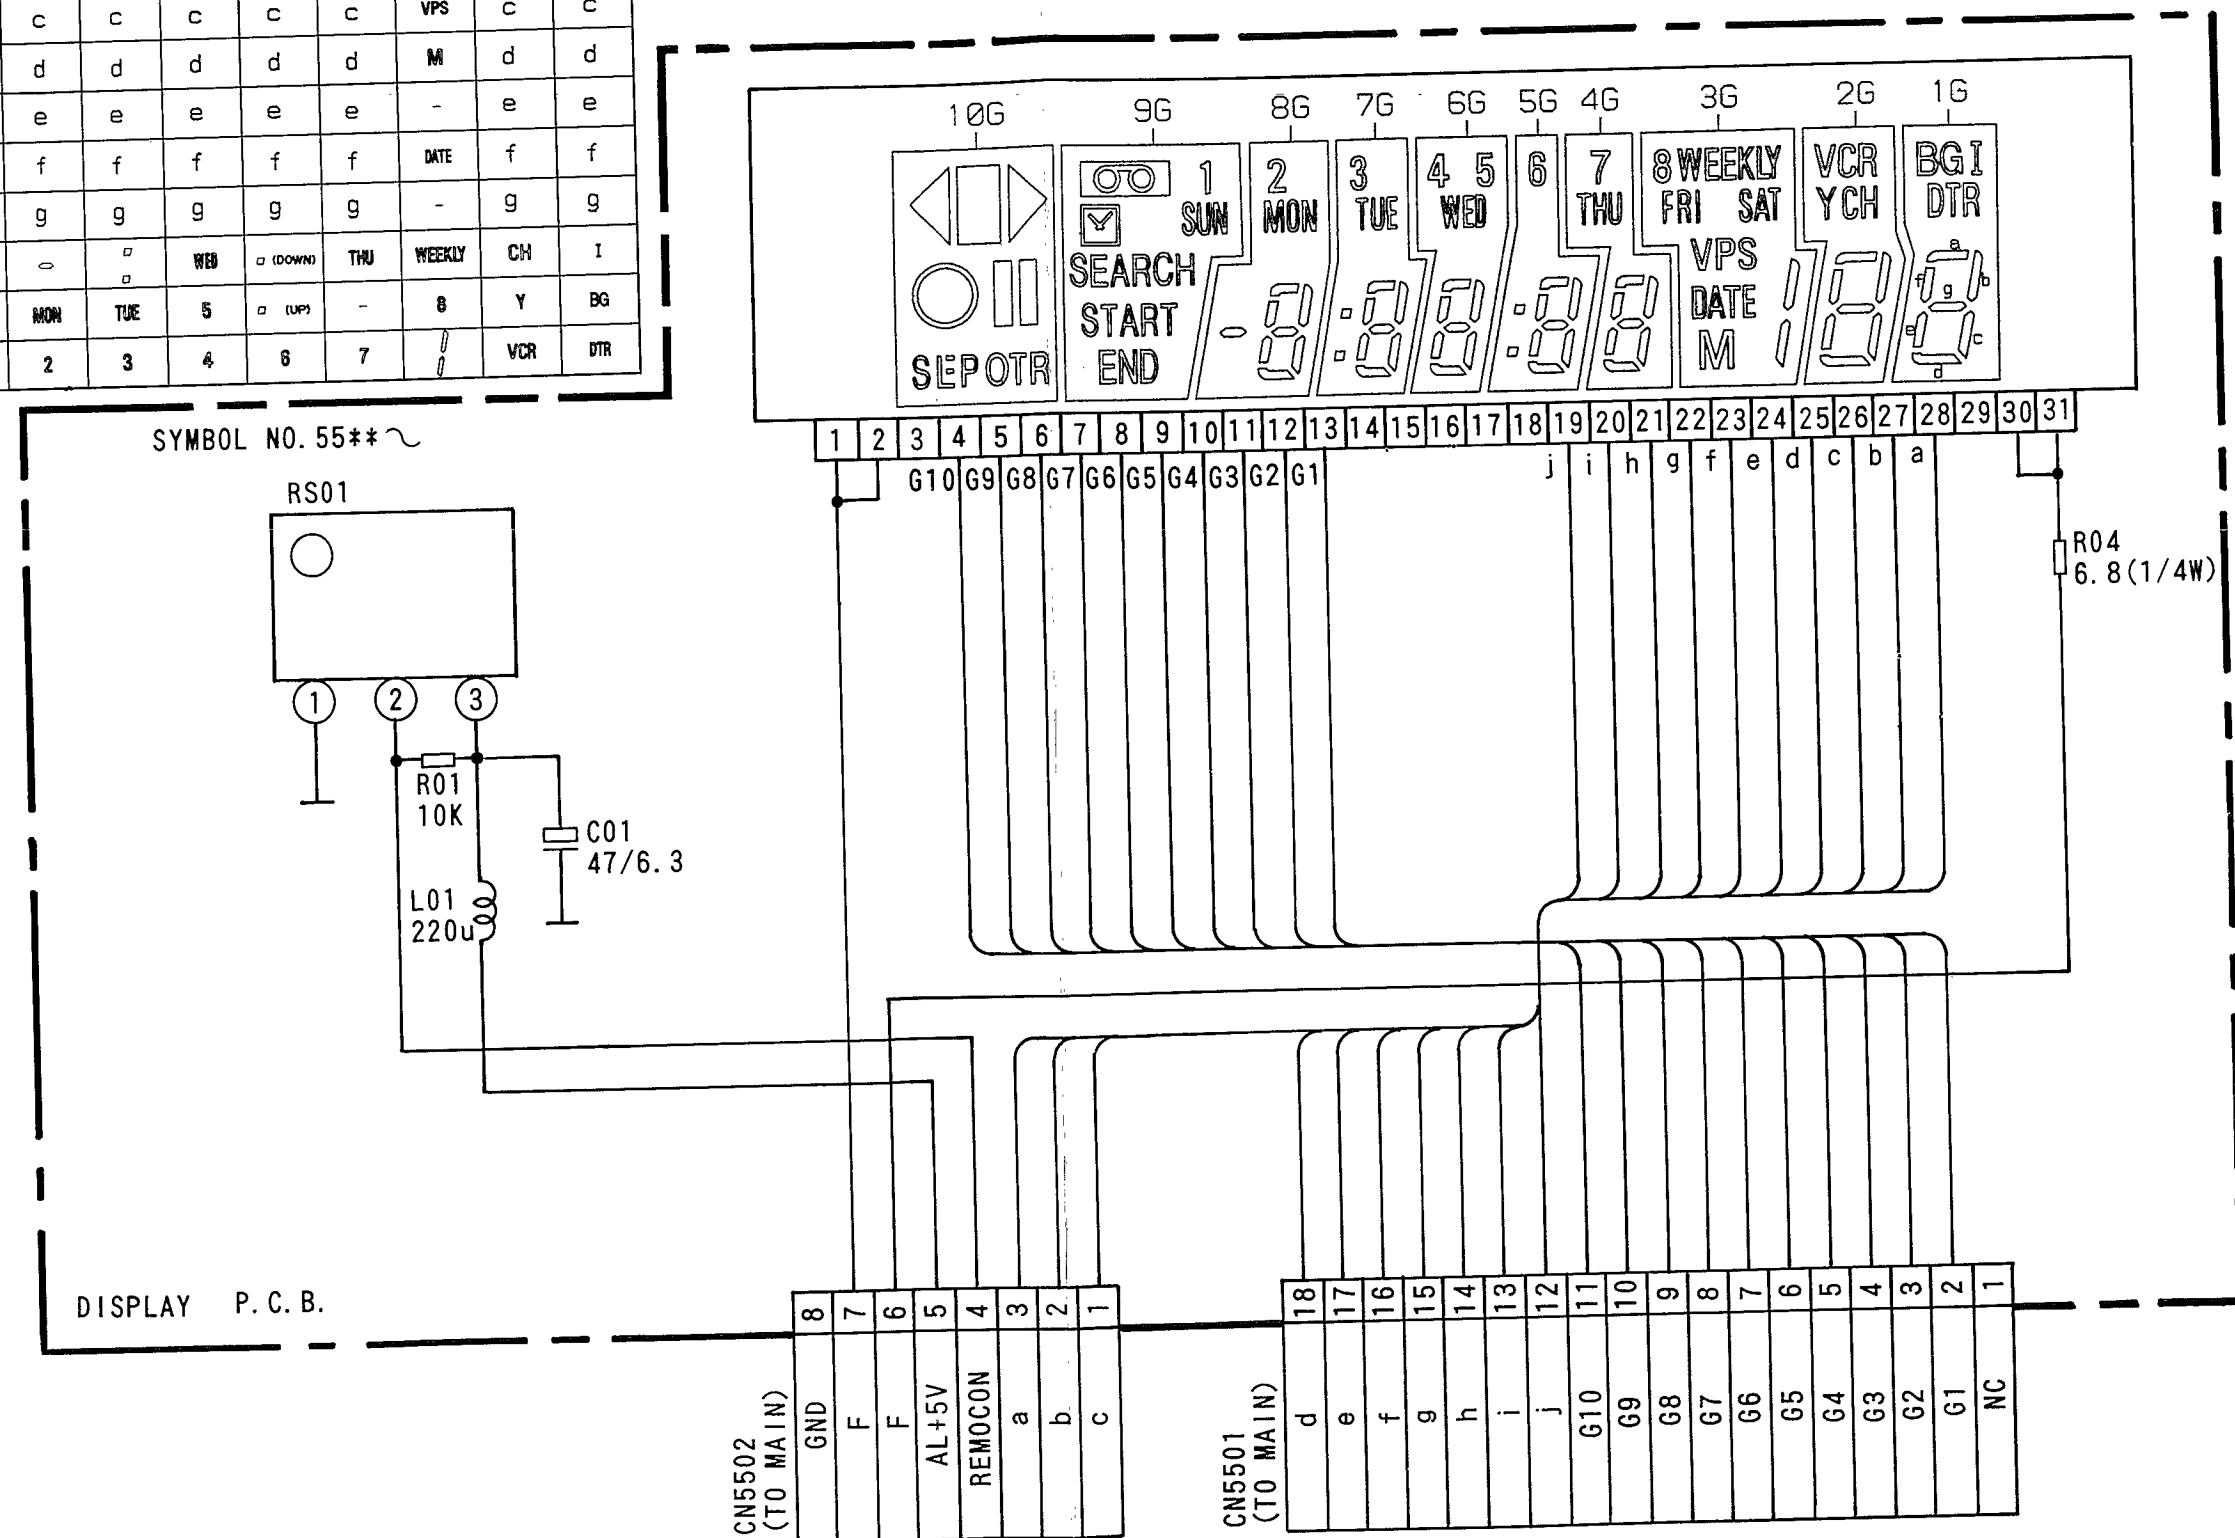 c c c c c VPS c c
d d d d d M d d
e e e e e - e e
f f f f f DATE f f
g g g g g - g g
WED (DOWN) THU WEEKLY CH I
MON TUE 5 (UP) - 8 Y BG
2 3 4 6 7 VCR DTR
10G 9G 8G 7G 6G 5G 4G 3G 2G 1G
1 2 3 4 5 6 7 8 WEEKLY VCR BG I
SUN MON TUE WED THU FRI SAT Y CH DTR
SEARCH VPS
START DATE
SLEP OTR END M
a
f b
g
e c
d
1 2 3 4 5 6 7 8 9 10 11 12 13 14 15 16 17 18 19 20 21 22 23 24 25 26 27 28 29 30 31
G10 G9 G8 G7 G6 G5 G4 G3 G2 G1 j i h g f e d c b a
SYMBOL NO. 55**~
RS01
1 2 3
R01
10K
C01
47/6.3
L01
220u
R04
6.8(1/4W)
DISPLAY P.C.B.
CN5502
(TO MAIN)
8 7 6 5 4 3 2 1
GND F F AL+5V REMOCON a b c
CN5501
(TO MAIN)
18 17 16 15 14 13 12 11 10 9 8 7 6 5 4 3 2 1
d e f g h i j G10 G9 G8 G7 G6 G5 G4 G3 G2 G1 NC